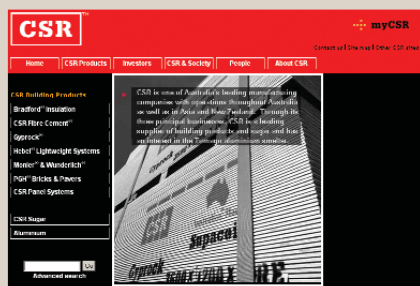 CSR™
myCSR
Contact us | Site map | Other CSR sites
Home
CSR Products
Investors
CSR & Society
People
About CSR
CSR Building Products
Bradford™ Insulation
CSR Fibre Cement™
Gyprock™
Hebel™ Lightweight Systems
Monier™ & Wunderlich™
PGH™ Bricks & Pavers
CSR Panel Systems
CSR Sugar
Aluminium
Go
Advanced search
CSR is one of Australia's leading manufacturing
companies with operations throughout Australia
as well as in Asia and New Zealand. Through its
three principal businesses, CSR is a leading
supplier of building products and sugar and has
an interest in the Tomago aluminium smelter.
CSR
Supaceil
Gyprock